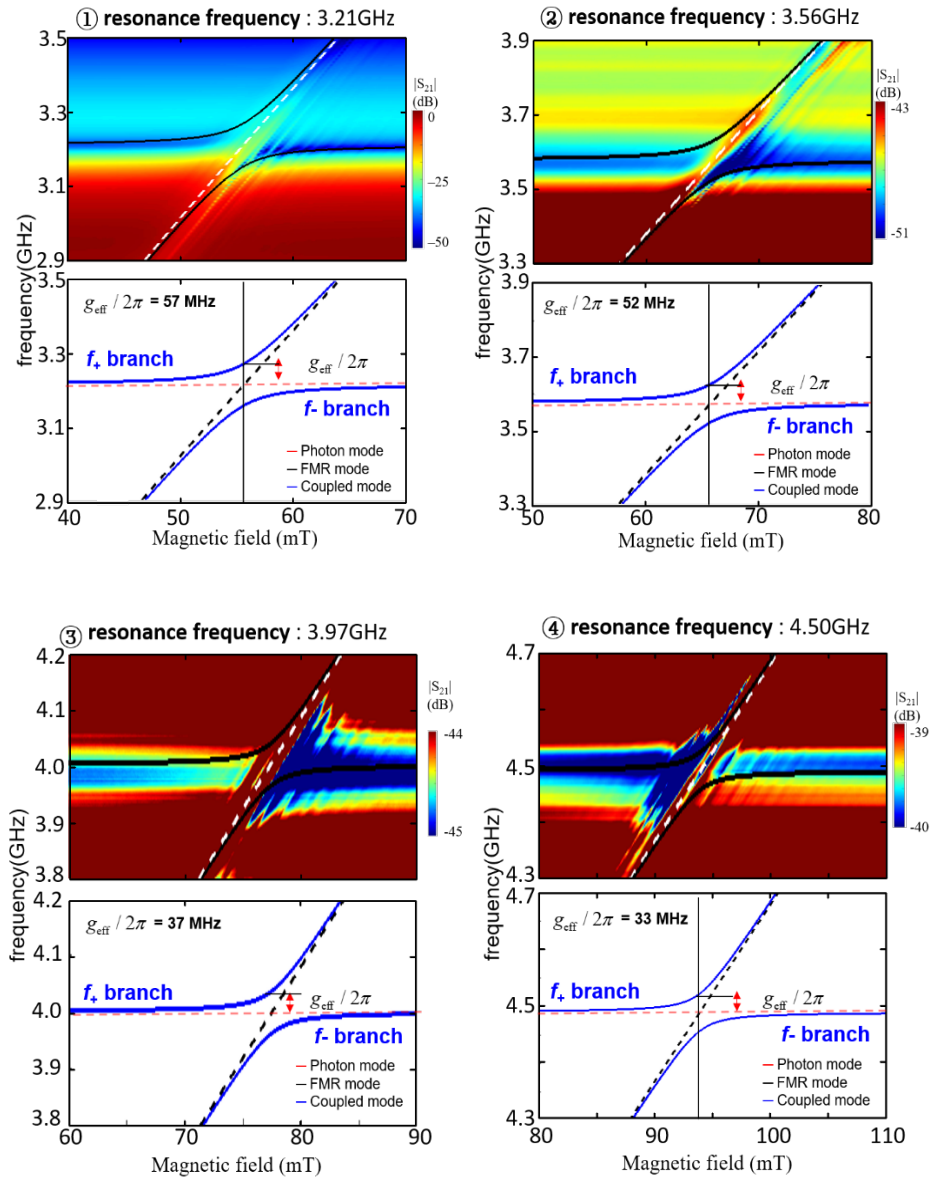 ① resonance frequency : 3.21GHz
3.5
3.3
3.1
2.9
|S21|
(dB)
0
−25
−50
3.5
3.3
3.1
2.9
frequency(GHz)
geff / 2π = 57 MHz
f+ branch
geff / 2π
f- branch
Photon mode
FMR mode
Coupled mode
40 50 60 70
Magnetic field (mT)
② resonance frequency : 3.56GHz
3.9
3.7
3.5
3.3
|S21|
(dB)
-43
-51
3.9
3.7
3.5
3.3
frequency(GHz)
geff / 2π = 52 MHz
f+ branch
geff / 2π
f- branch
Photon mode
FMR mode
Coupled mode
50 60 70 80
Magnetic field (mT)
③ resonance frequency : 3.97GHz
4.2
4.1
4.0
3.9
3.8
|S21|
(dB)
-44
-45
4.2
4.1
4.0
3.9
3.8
frequency(GHz)
geff / 2π = 37 MHz
f+ branch
geff / 2π
f- branch
Photon mode
FMR mode
Coupled mode
60 70 80 90
Magnetic field (mT)
④ resonance frequency : 4.50GHz
4.7
4.5
4.3
|S21|
(dB)
-39
-40
4.7
4.5
4.3
frequency(GHz)
geff / 2π = 33 MHz
f+ branch
geff / 2π
f- branch
Photon mode
FMR mode
Coupled mode
80 90 100 110
Magnetic field (mT)